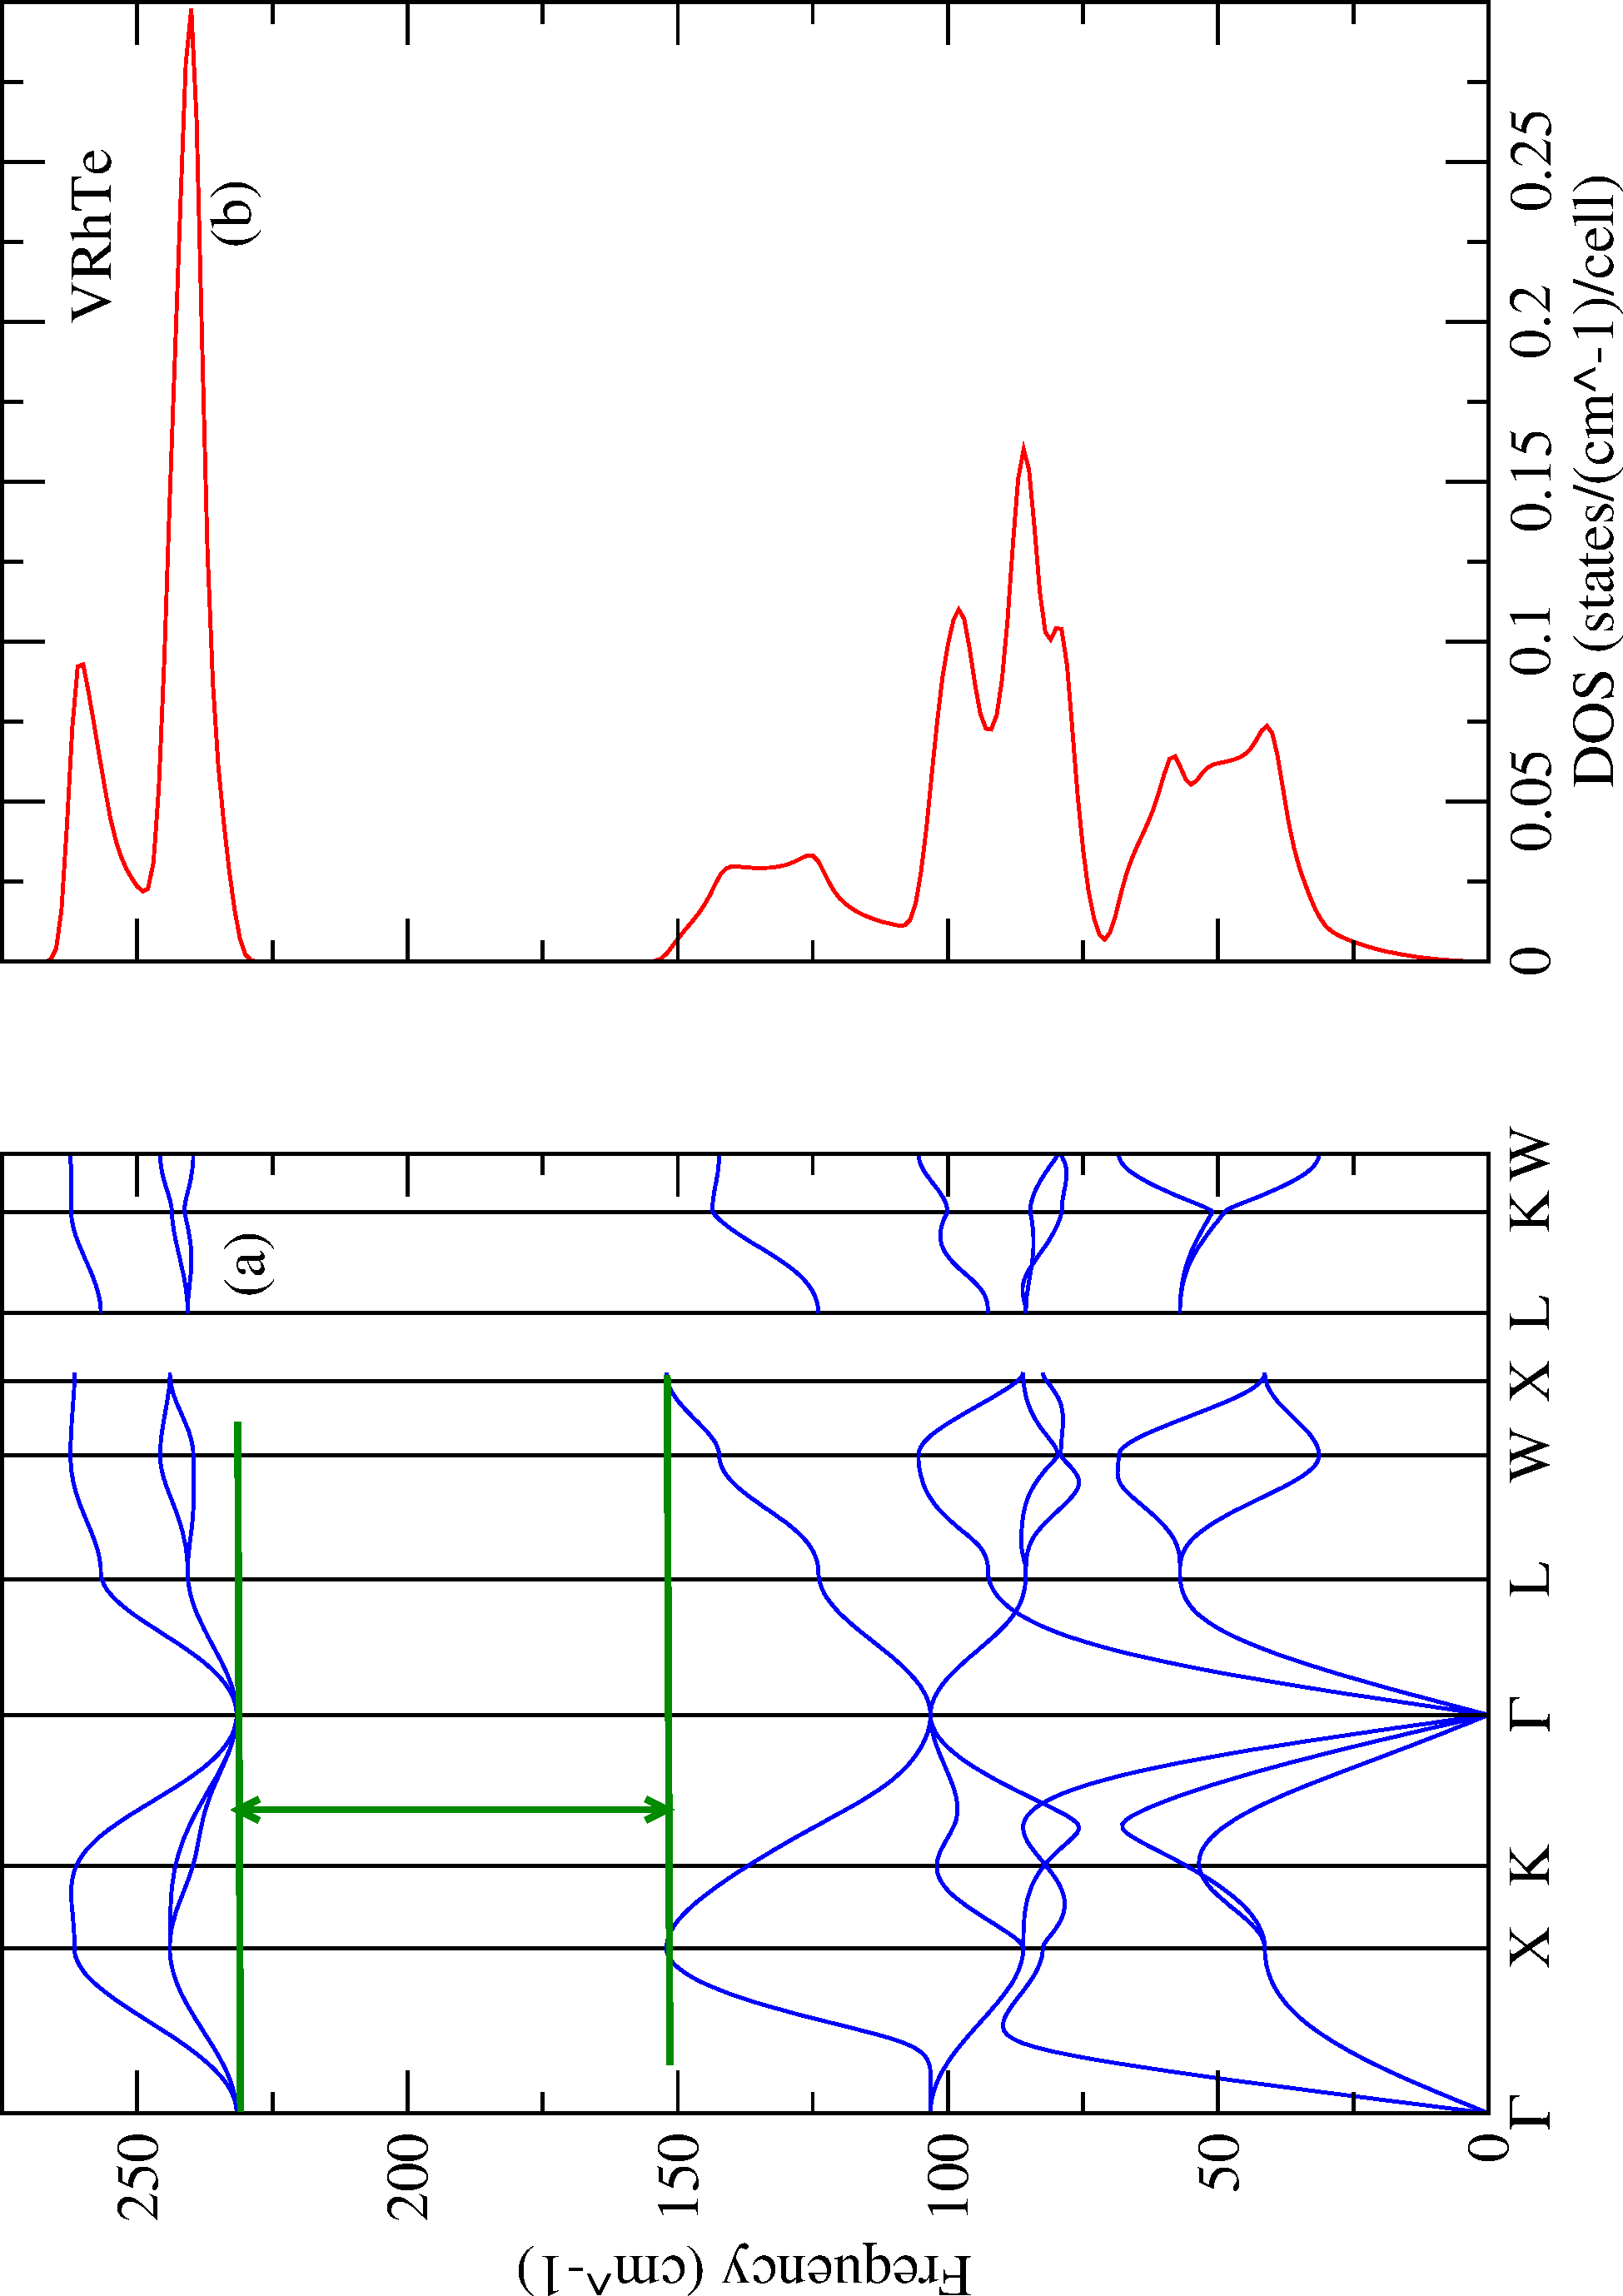 Frequency (cm^-1)
250
200
150
100
50
0
Γ X K Γ L W X L K W
(a)
VRhTe
(b)
0 0.05 0.1 0.15 0.2 0.25
DOS (states/(cm^-1)/cell)